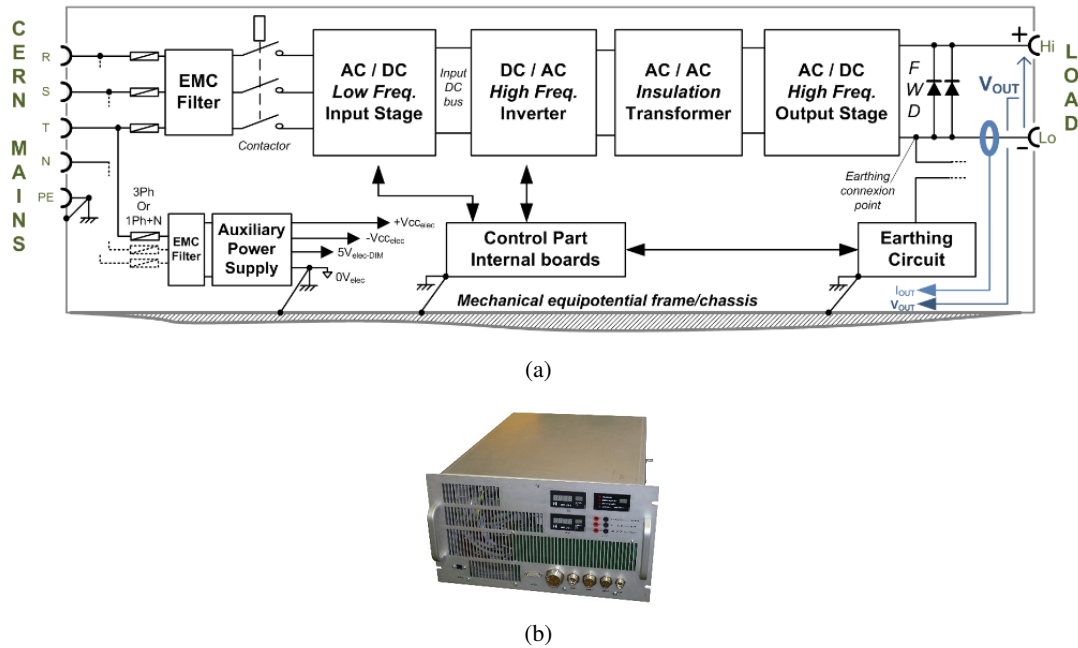 CERN MAINS
R
S
T
N
PE
EMC
Filter
Contactor
AC / DC
Low Freq.
Input Stage
Input
DC
bus
DC / AC
High Freq.
Inverter
AC / AC
Insulation
Transformer
AC / DC
High Freq.
Output Stage
F
W
D
+
Hi
VOUT
-
Lo
LOAD
Earthing
connexion
point
3Ph
Or
1Ph+N
EMC
Filter
Auxiliary
Power
Supply
+Vccelec
-Vccelec
5Velec-DIM
0Velec
Control Part
Internal boards
Earthing
Circuit
IOUT
VOUT
Mechanical equipotential frame/chassis
(a)
(b)